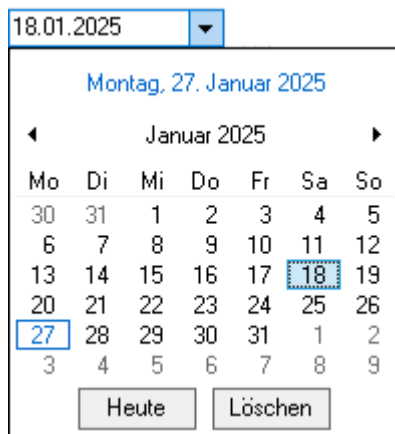 18.01.2025
Montag, 27. Januar 2025
Januar 2025
Mo Di Mi Do Fr Sa So
30 31 1 2 3 4 5
6 7 8 9 10 11 12
13 14 15 16 17 18 19
20 21 22 23 24 25 26
27 28 29 30 31 1 2
3 4 5 6 7 8 9
Heute Löschen